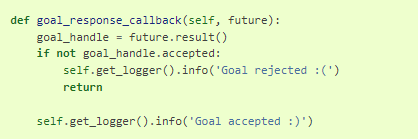 def goal_response_callback(self, future):
    goal_handle = future.result()
    if not goal_handle.accepted:
        self.get_logger().info('Goal rejected :(')
        return

    self.get_logger().info('Goal accepted :)')